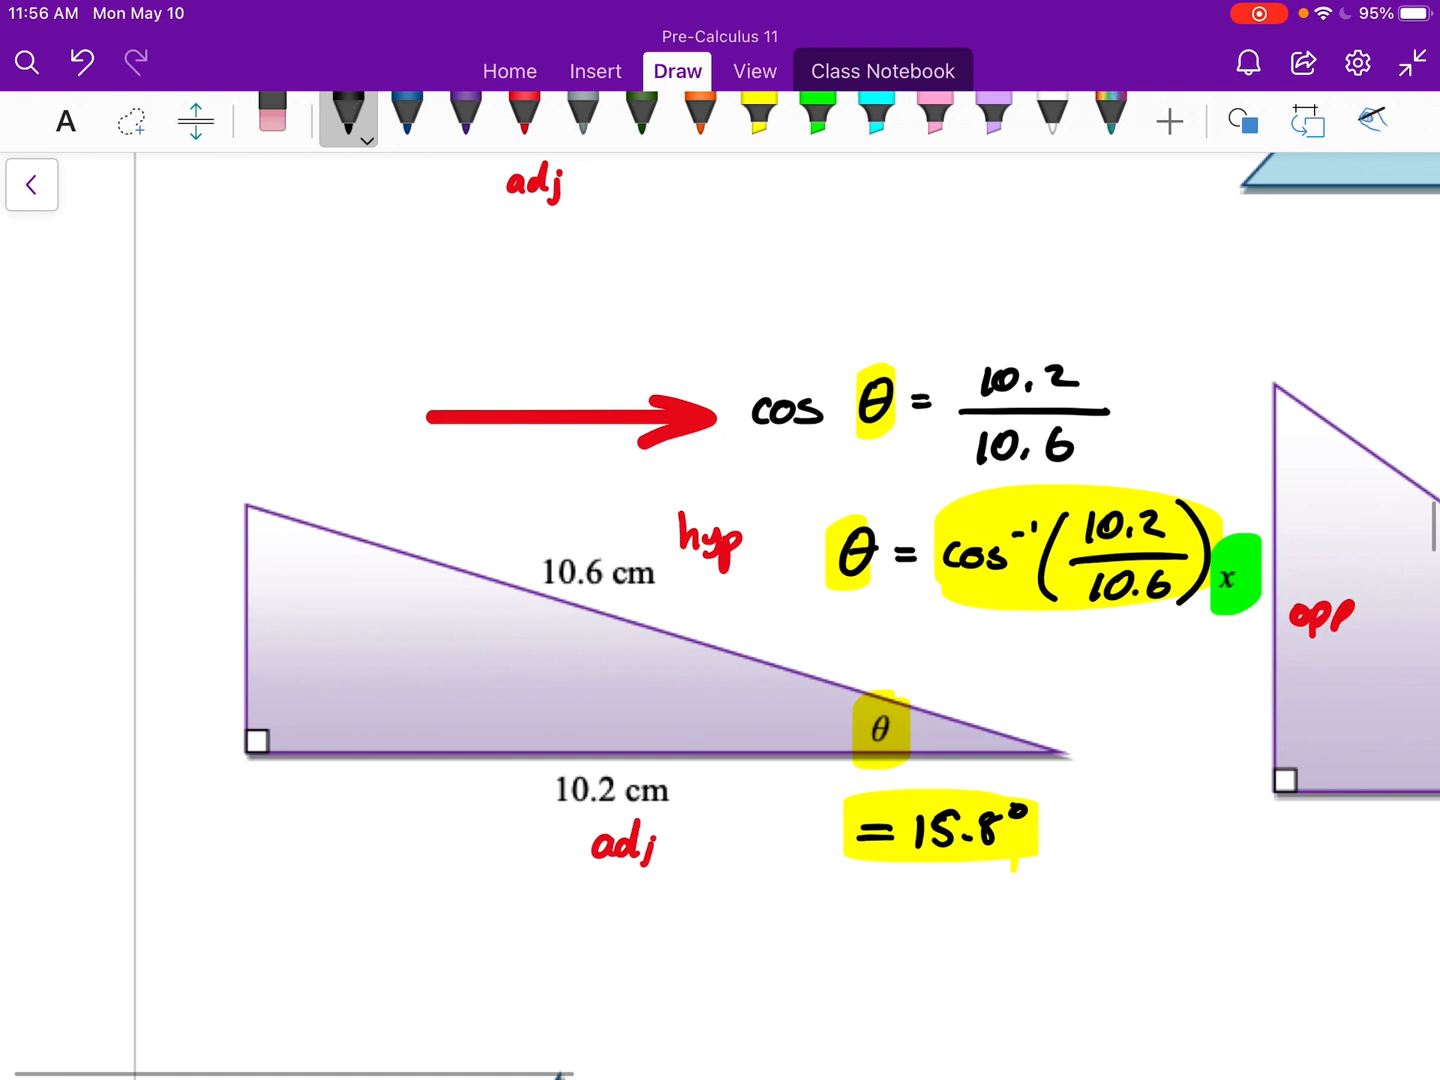 11:56 AM Mon May 10
95%
Pre-Calculus 11
Home Insert Draw View Class Notebook
A
adj
cos θ = 10.2 / 10.6
hyp
θ = cos⁻¹(10.2 / 10.6)
x
10.6 cm
opp
θ
10.2 cm
adj
= 15.8°